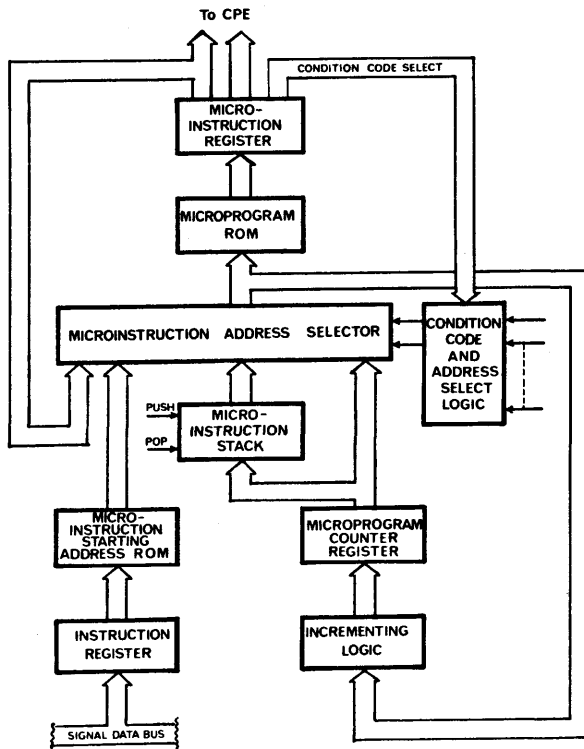 To CPE
CONDITION CODE SELECT
MICRO-
INSTRUCTION
REGISTER
MICROPROGRAM
ROM
MICROINSTRUCTION ADDRESS SELECTOR
CONDITION
CODE
AND
ADDRESS
SELECT
LOGIC
PUSH
POP
MICRO-
INSTRUCTION
STACK
MICRO-
INSTRUCTION
STARTING
ADDRESS ROM
MICROPROGRAM
COUNTER
REGISTER
INSTRUCTION
REGISTER
INCREMENTING
LOGIC
SIGNAL DATA BUS